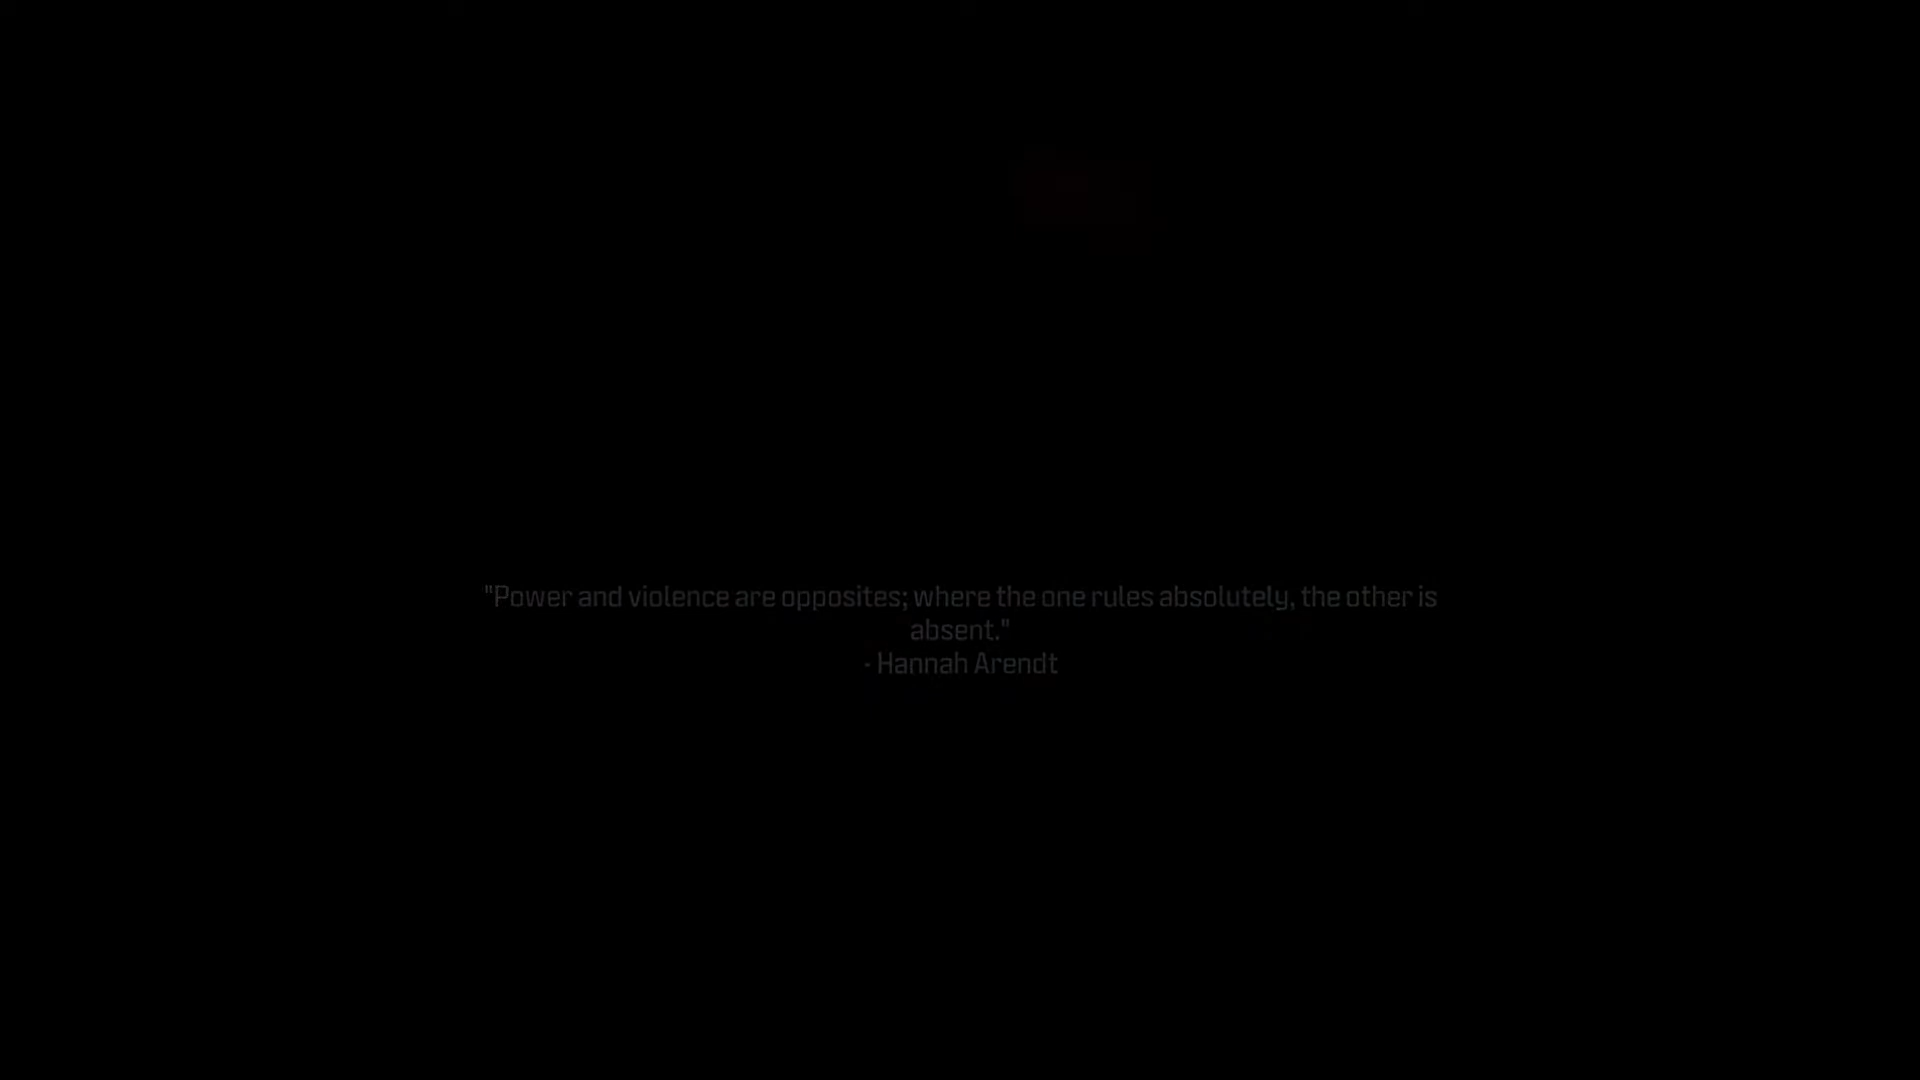 "Power and violence are opposites; where the one rules absolutely, the other is
absent."
- Hannah Arendt